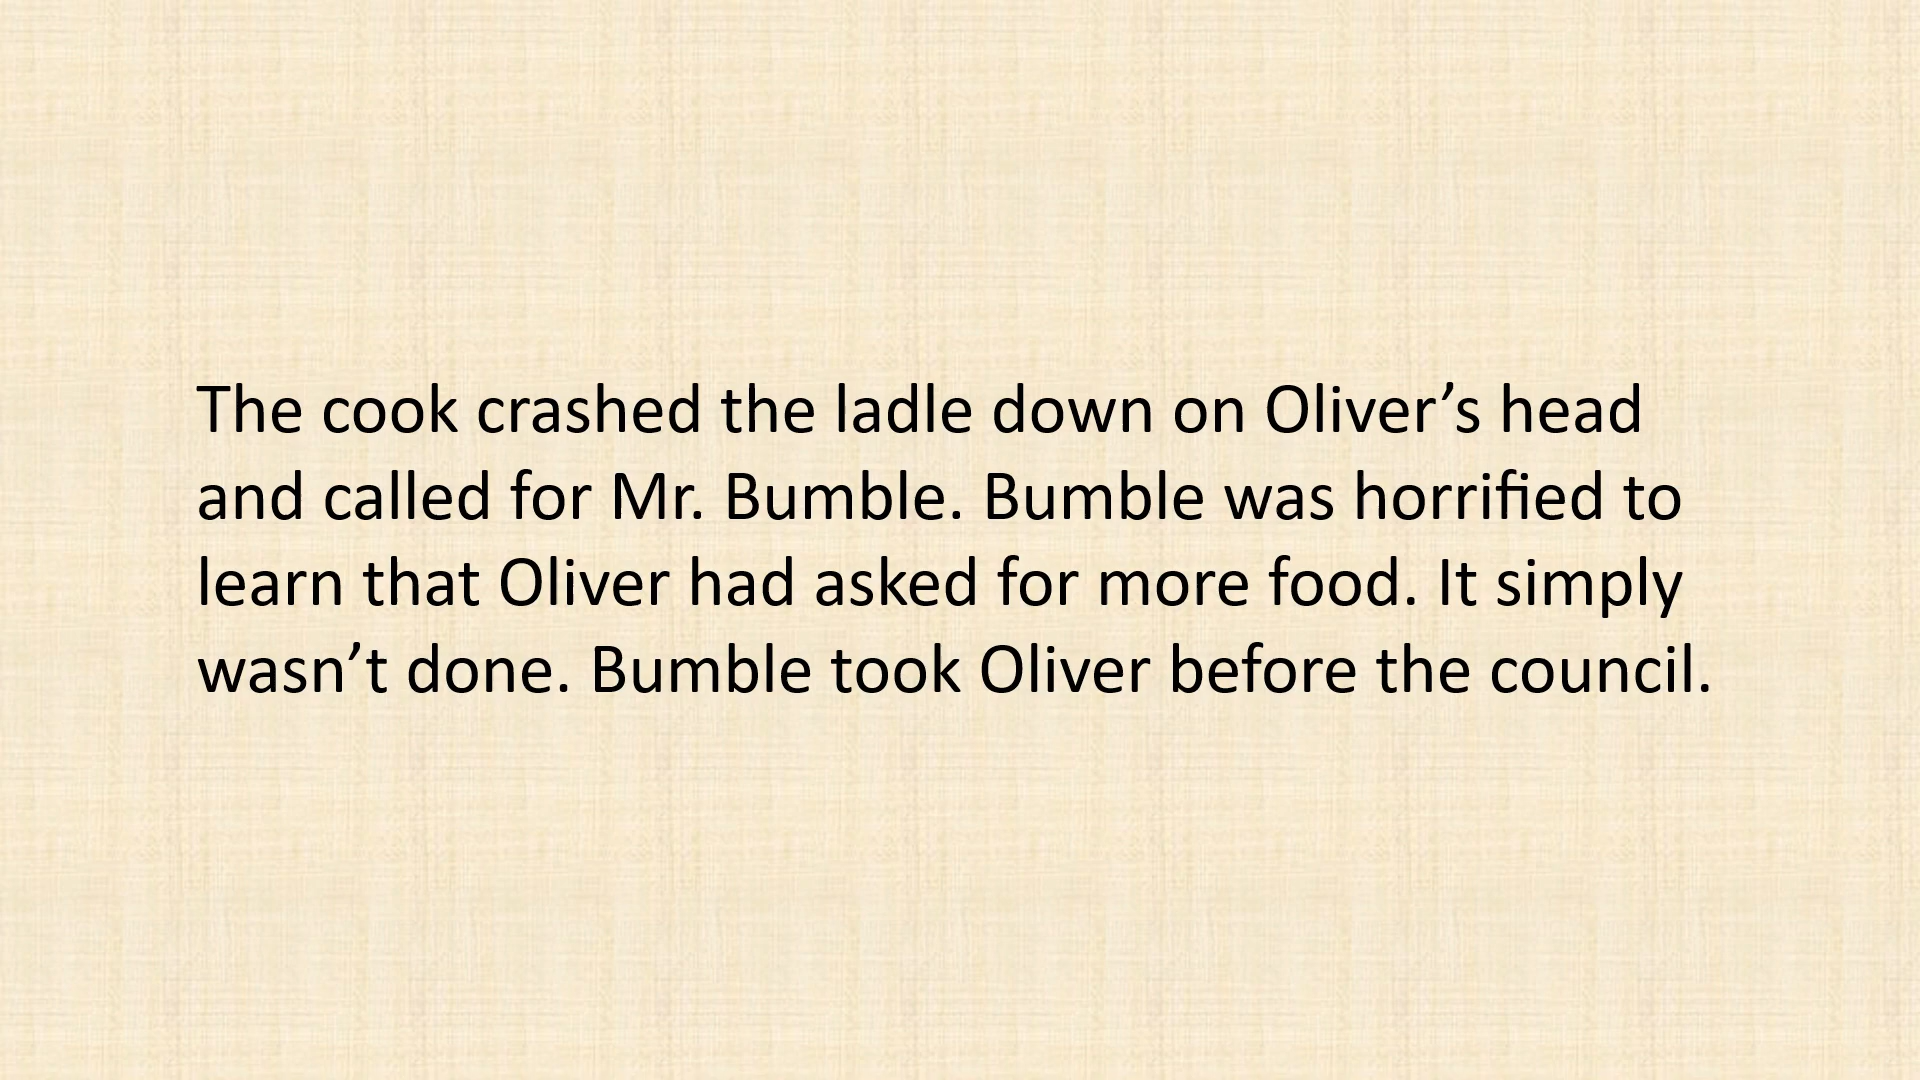 The cook crashed the ladle down on Oliver’s head
and called for Mr. Bumble. Bumble was horrified to
learn that Oliver had asked for more food. It simply
wasn’t done. Bumble took Oliver before the council.